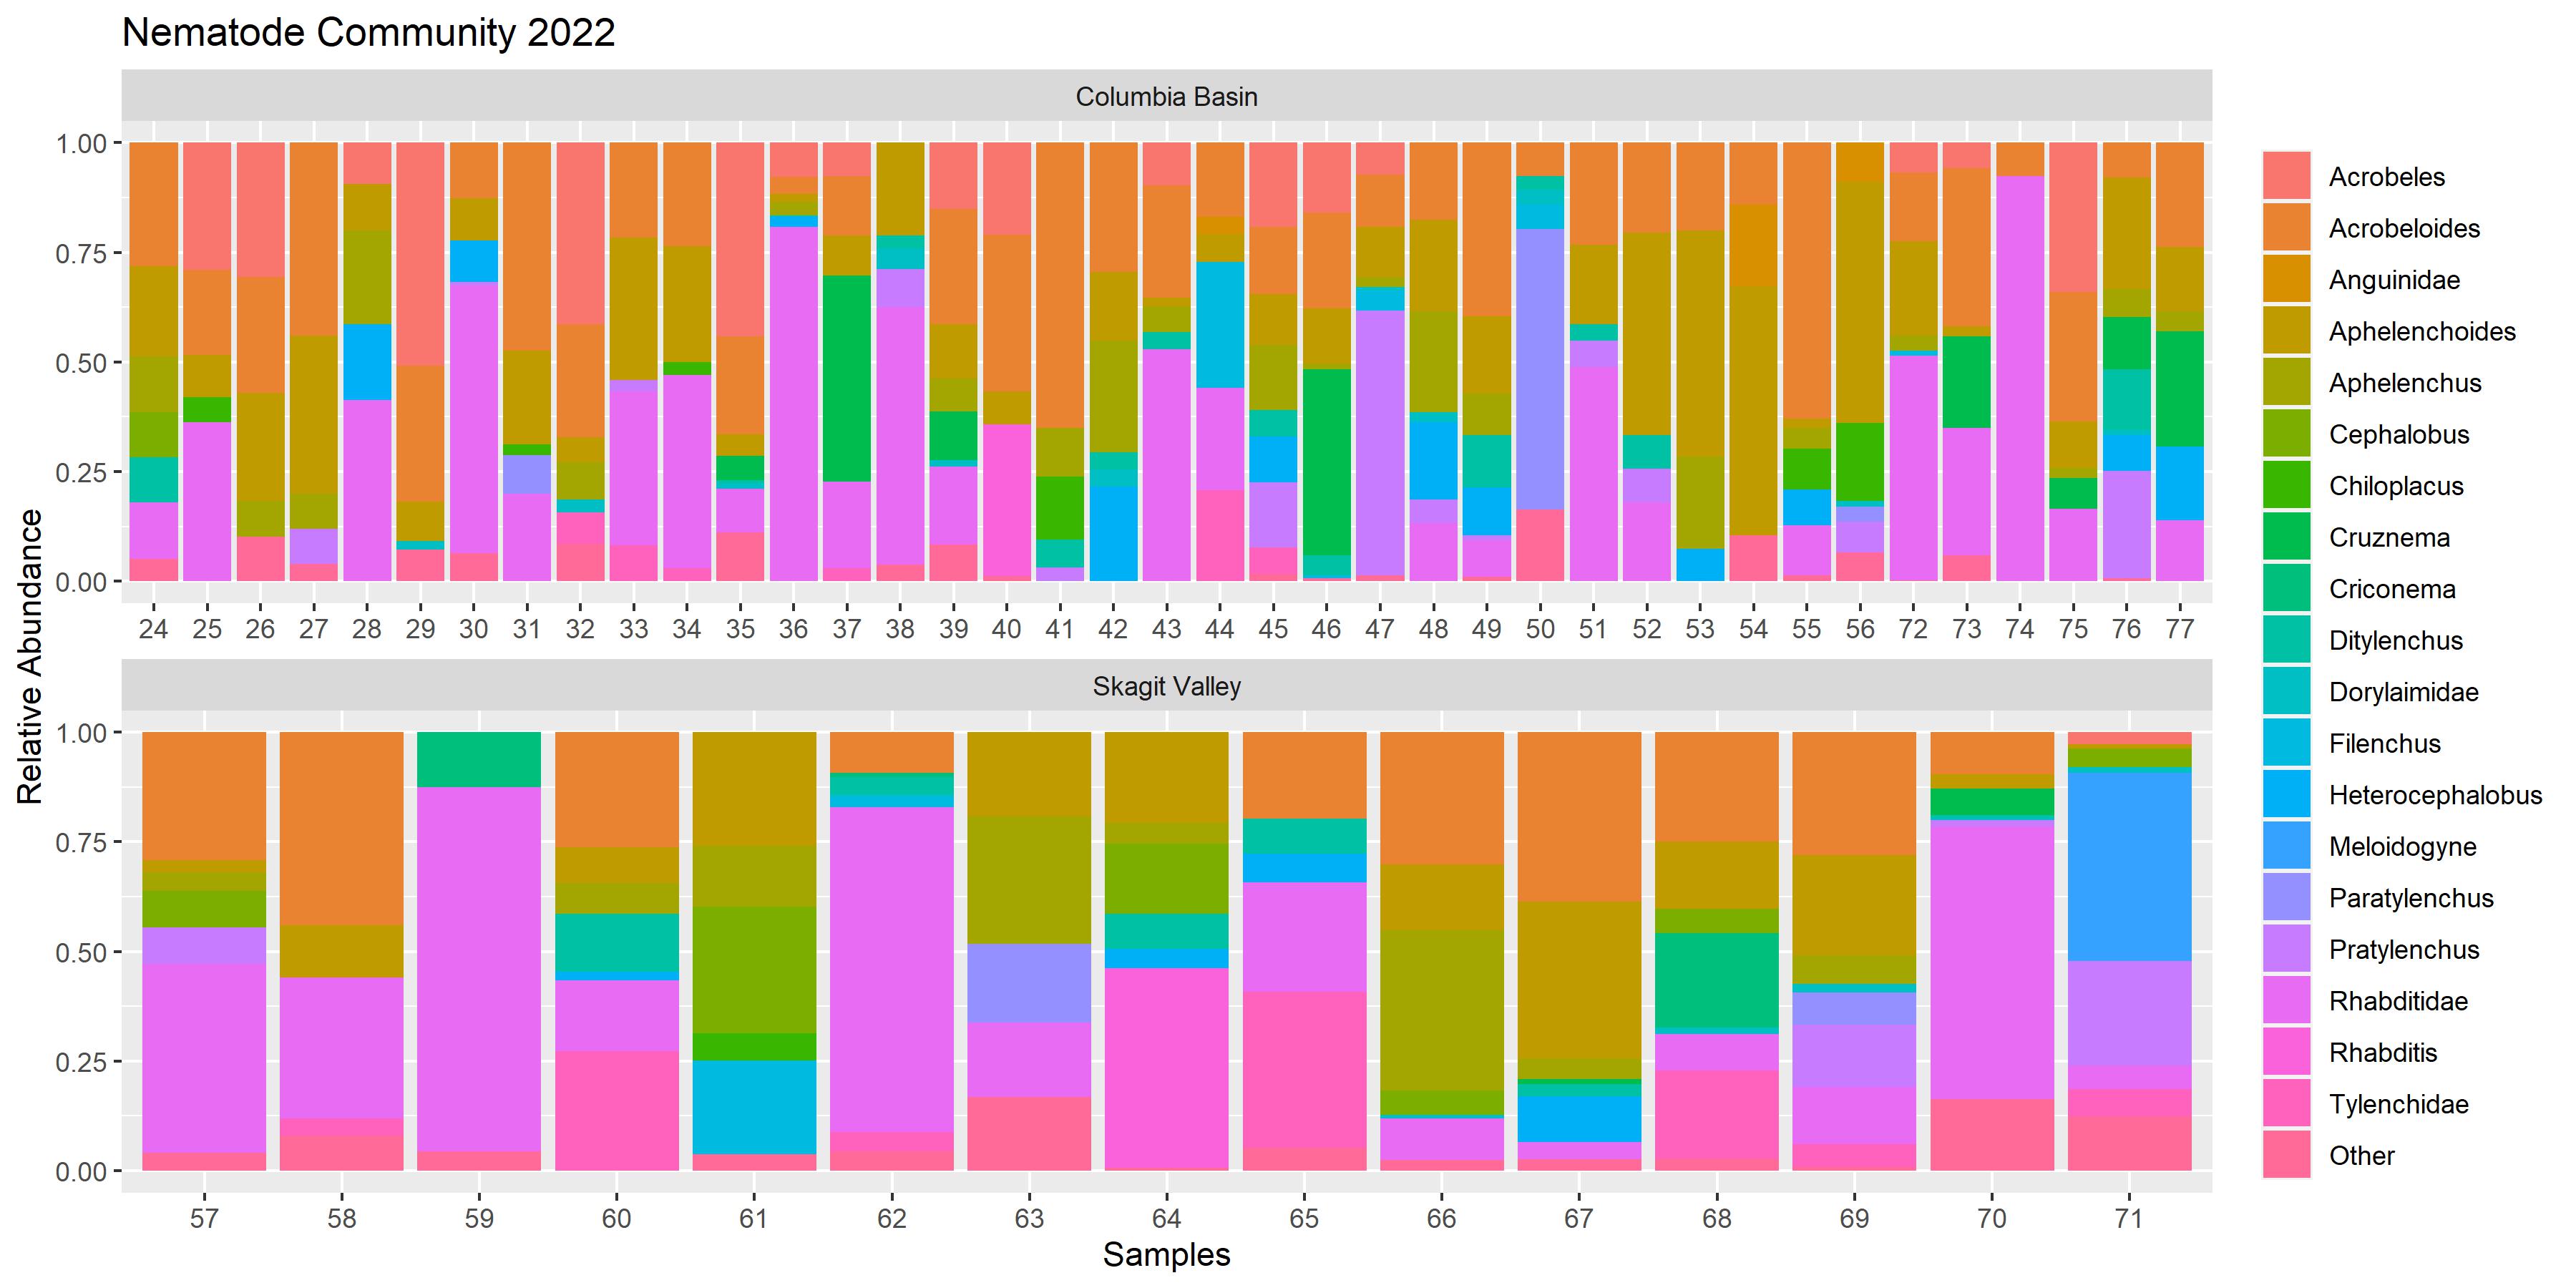 Nematode Community 2022
Columbia Basin
1.00
0.75
0.50
0.25
0.00
24 25 26 27 28 29 30 31 32 33 34 35 36 37 38 39 40 41 42 43 44 45 46 47 48 49 50 51 52 53 54 55 56 72 73 74 75 76 77
Relative Abundance
Skagit Valley
1.00
0.75
0.50
0.25
0.00
57 58 59 60 61 62 63 64 65 66 67 68 69 70 71
Samples
Acrobeles
Acrobeloides
Anguinidae
Aphelenchoides
Aphelenchus
Cephalobus
Chiloplacus
Cruznema
Criconema
Ditylenchus
Dorylaimidae
Filenchus
Heterocephalobus
Meloidogyne
Paratylenchus
Pratylenchus
Rhabditidae
Rhabditis
Tylenchidae
Other